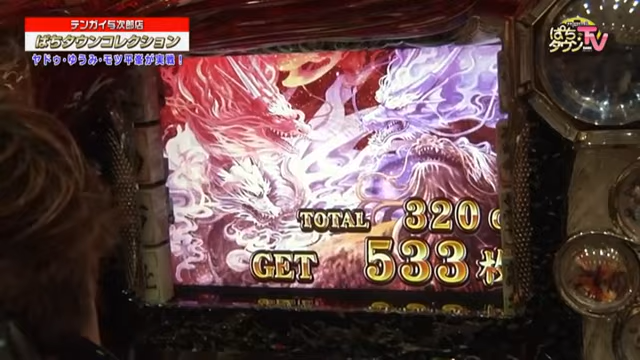 テンガイ与次郎店
ぱちタウンコレクション
ヤドゥ・ゆうみ・モツ平峯が実戦！
ぱち
タウンTV
TOTAL 320 G
GET 533 枚